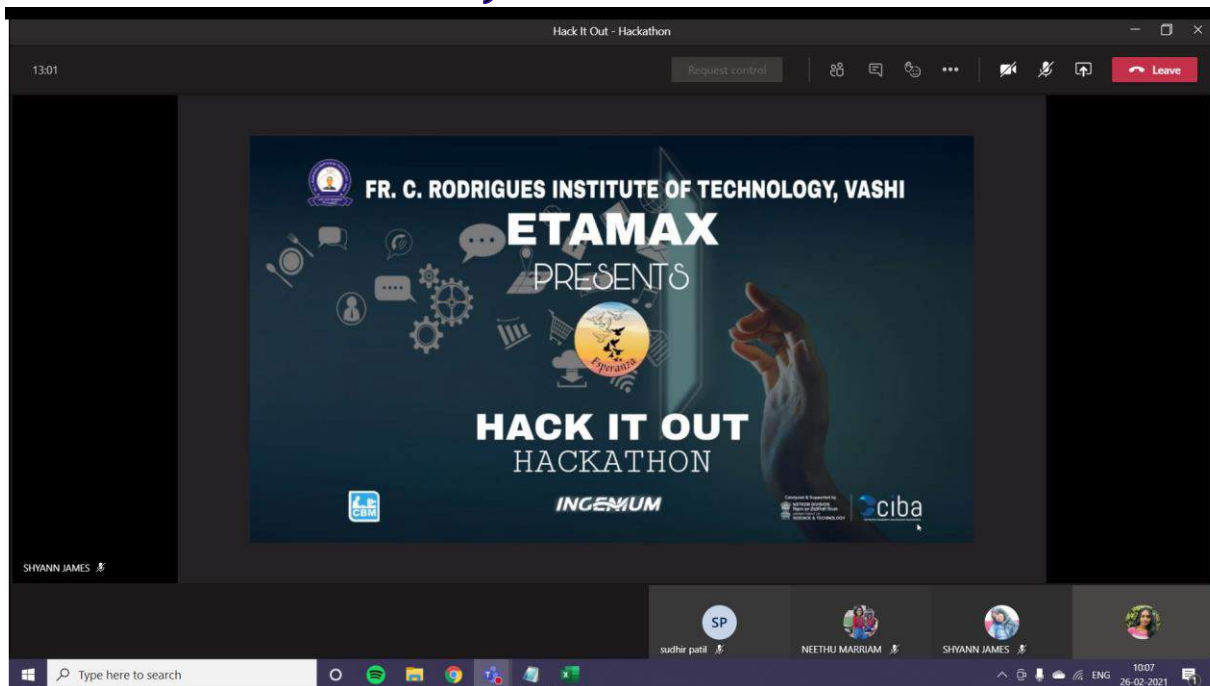 Hack It Out - Hackathon
13:01
Request control
Leave
FR. C. RODRIGUES INSTITUTE OF TECHNOLOGY, VASHI
ETAMAX
PRESENTS
Esperanza
HACK IT OUT
HACKATHON
CBM
INGENIUM
ciba
SHYANN JAMES
SP
sudhir patil
NEETHU MARRIAM
SHYANN JAMES
Type here to search
ENG
10:07
26-02-2021